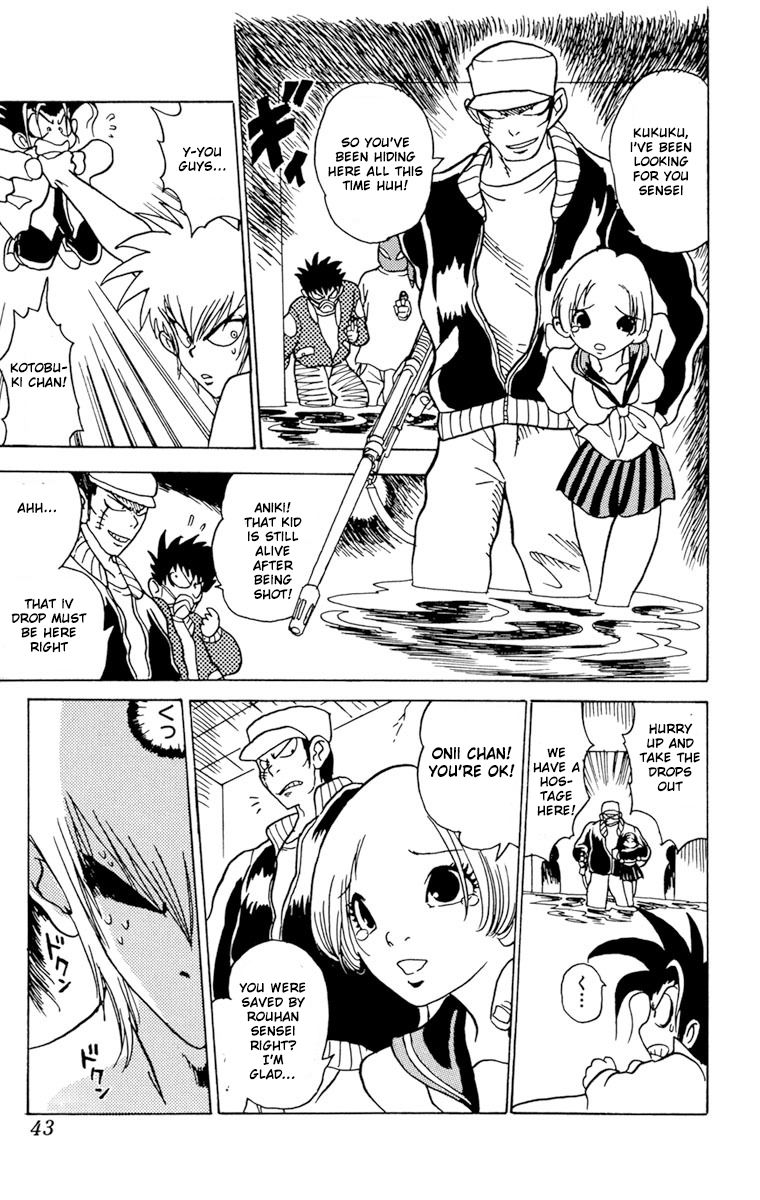 KUKUKU,
I'VE BEEN
LOOKING
FOR YOU
SENSEI
SO YOU'VE
BEEN HIDING
HERE ALL THIS
TIME HUH!
ギィ
Y-YOU
GUYS...
KOTOBU-
KI CHAN!
ANIKI!
THAT KID
IS STILL
ALIVE
AFTER
BEING
SHOT!
AHH...
THAT IV
DROP MUST
BE HERE
RIGHT
HURRY
UP AND
TAKE THE
DROPS
OUT
WE
HAVE A
HOS-
TAGE
HERE!
く…
ONII CHAN!
YOU'RE OK!
YOU WERE
SAVED BY
ROUHAN
SENSEI
RIGHT?
I'M
GLAD...
くっ
ドクン
ドクン
43